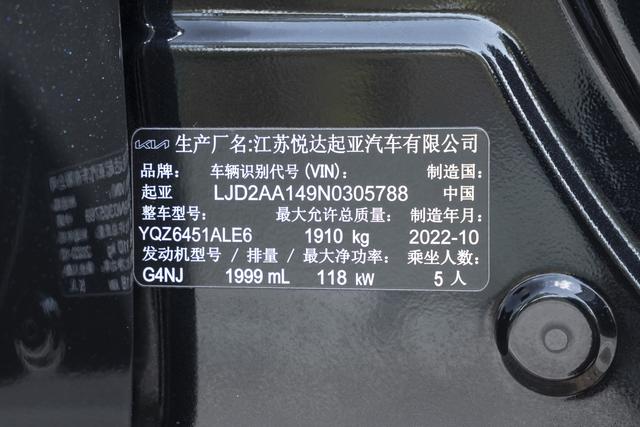 KIA 生产厂名:江苏悦达起亚汽车有限公司
品牌: 车辆识别代号(VIN): 制造国:
起亚 LJD2AA149N0305788 中国
整车型号: 最大允许总质量: 制造年月:
YQZ6451ALE6 1910 kg 2022-10
发动机型号 / 排量 / 最大净功率: 乘坐人数:
G4NJ 1999 mL 118 kW 5 人